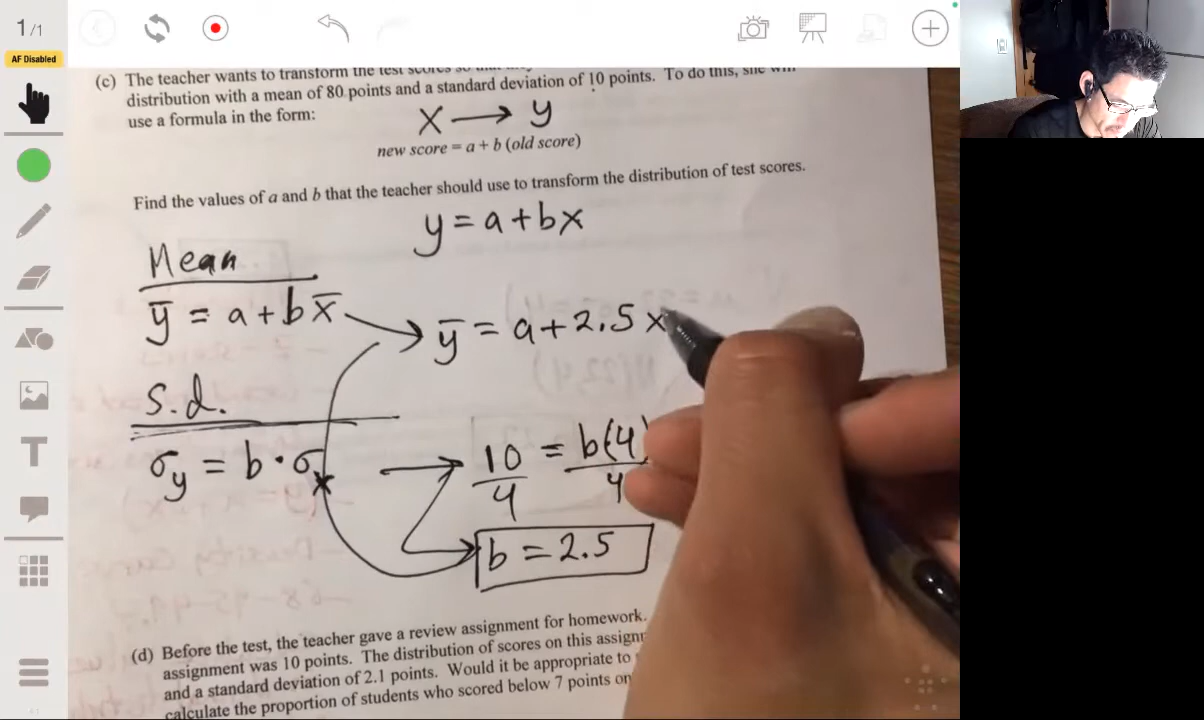 1/1
AF Disabled
(c) The teacher wants to transform the test scores so that
distribution with a mean of 80 points and a standard deviation of 10 points. To do this, she will
use a formula in the form:
x → y
new score = a + b (old score)
Find the values of a and b that the teacher should use to transform the distribution of test scores.
y = a + bx
Mean
ȳ = a + b x̄
ȳ = a + 2.5 x
s.d.
σy = b · σx
10/4 = b(4)/4
b = 2.5
T
(d) Before the test, the teacher gave a review assignment for homework.
assignment was 10 points. The distribution of scores on this
and a standard deviation of 2.1 points. Would it be appropriate to
calculate the proportion of students who scored below 7 points on